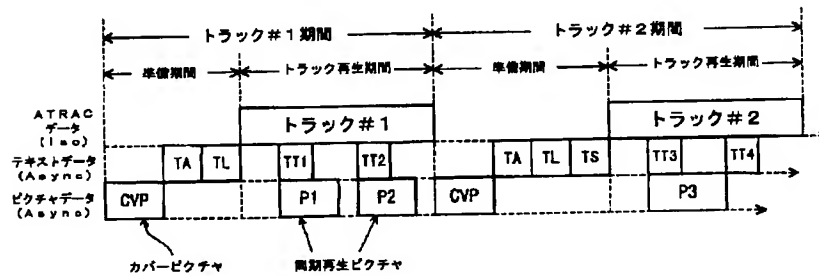 トラック#1期間
トラック#2期間
準備期間
トラック再生期間
準備期間
トラック再生期間
ATRAC
データ
(Iso)
トラック#1
トラック#2
テキストデータ
(Async)
TA
TL
TT1
TT2
TA
TL
TS
TT3
TT4
ピクチャデータ
(Async)
CVP
P1
P2
CVP
P3
カバーピクチャ
同期再生ピクチャ